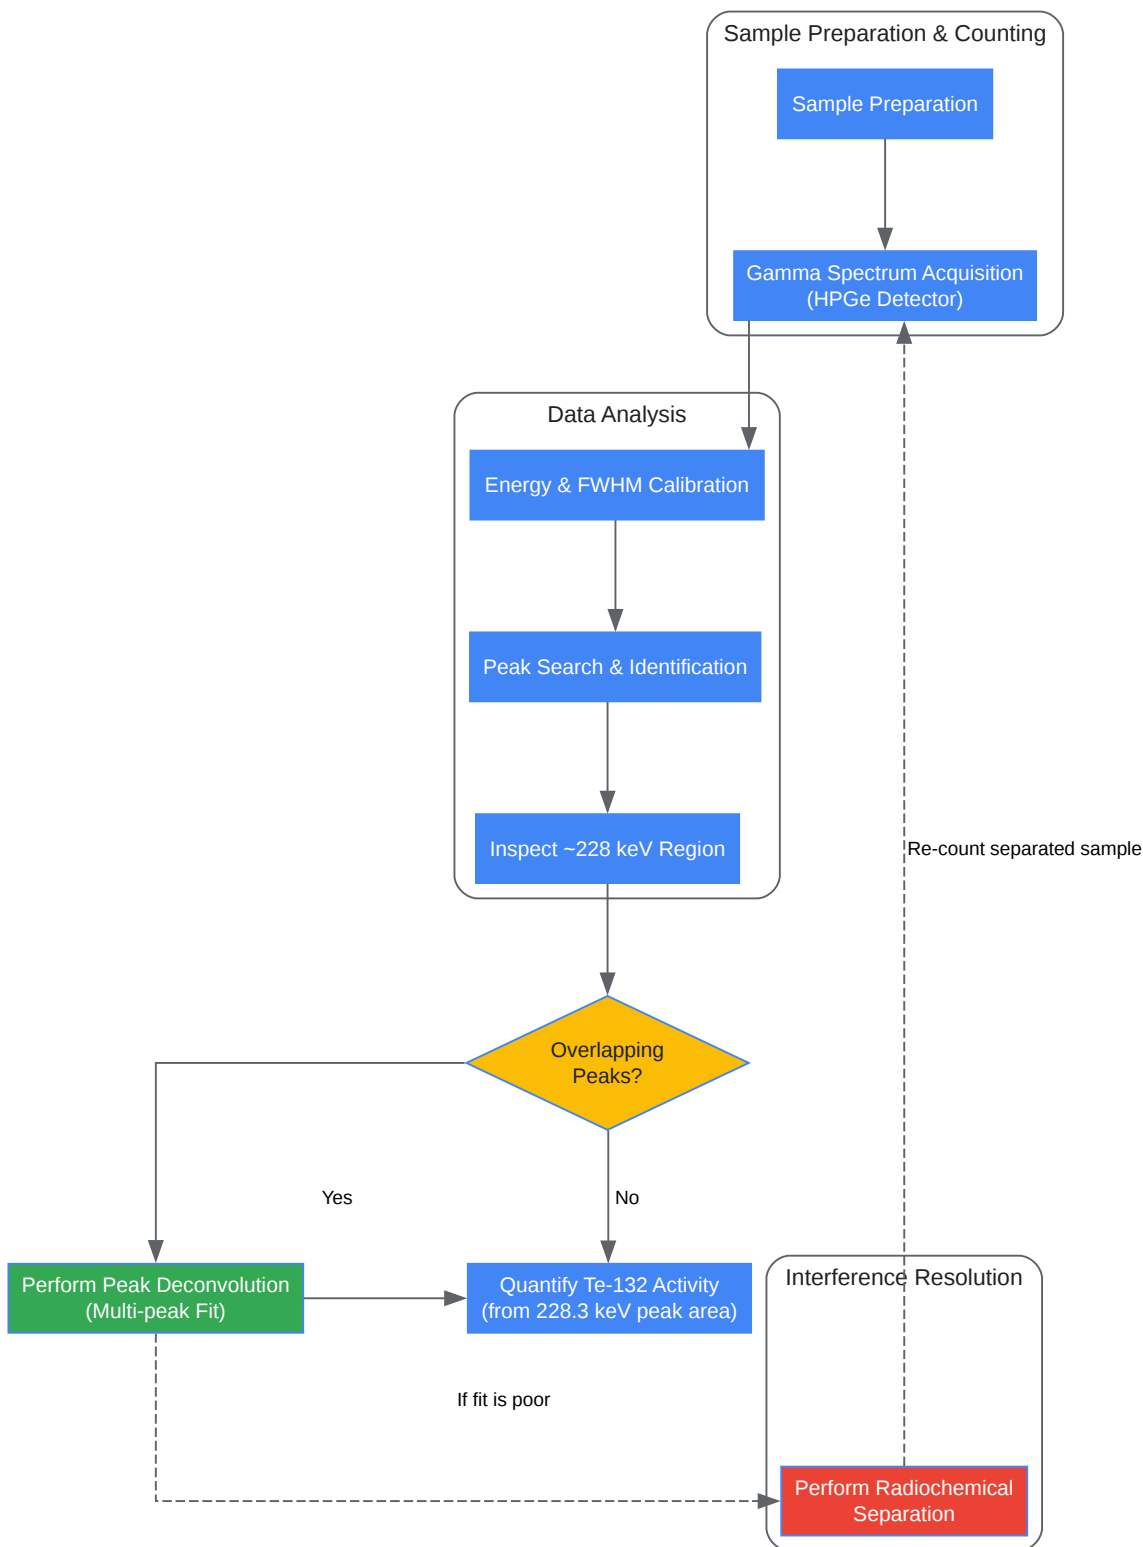 Sample Preparation & Counting
Sample Preparation
Gamma Spectrum Acquisition
(HPGe Detector)
Data Analysis
Energy & FWHM Calibration
Peak Search & Identification
Inspect ~228 keV Region
Re-count separated sample
Overlapping
Peaks?
Yes
No
Perform Peak Deconvolution
(Multi-peak Fit)
Quantify Te-132 Activity
(from 228.3 keV peak area)
Interference Resolution
If fit is poor
Perform Radiochemical
Separation